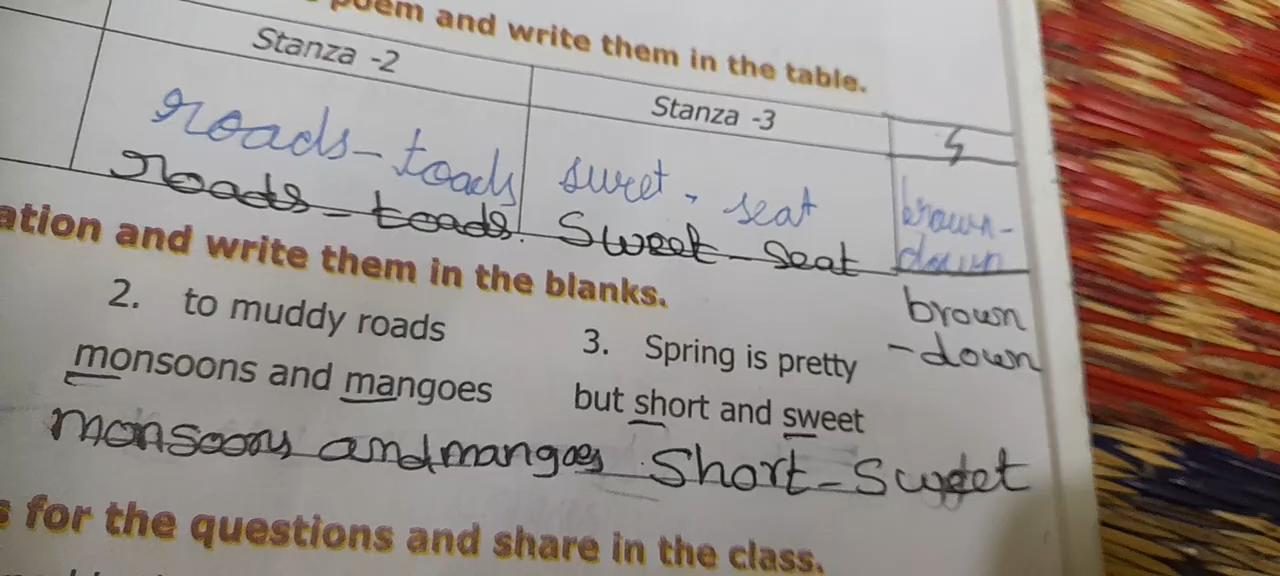 poem and write them in the table.
Stanza -2 Stanza -3 4
roads - toads sweet - seat brown-
down
roads - toads. Sweet - Seat
brown
-down
ation and write them in the blanks.
2. to muddy roads 3. Spring is pretty
monsoons and mangoes but short and sweet
monsoons and mangoes Short - Sweet
s for the questions and share in the class.